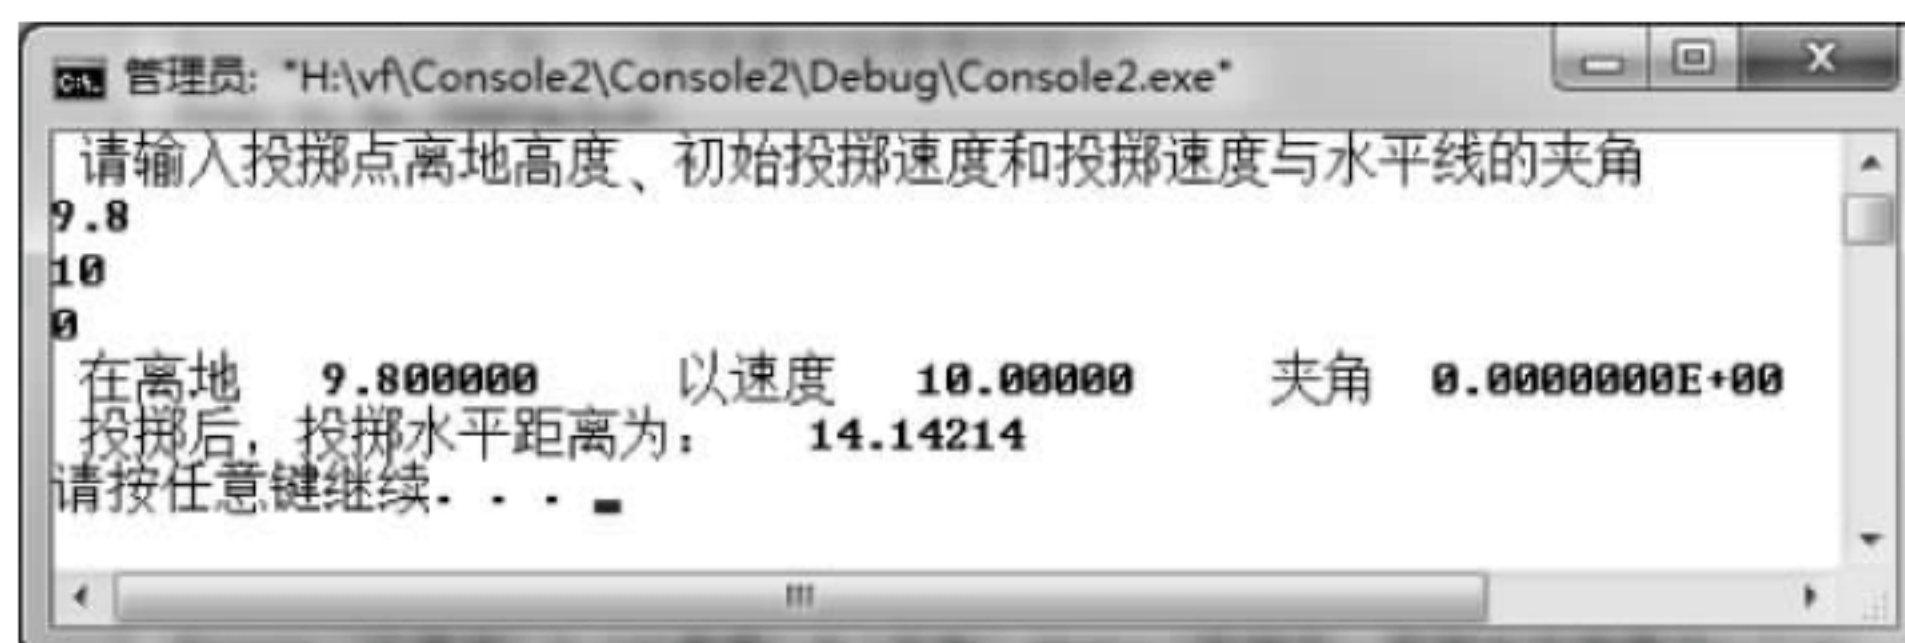 管理员: "H:\vf\Console2\Console2\Debug\Console2.exe"
请输入投掷点离地高度、初始投掷速度和投掷速度与水平线的夹角
9.8
10
0
在离地 9.800000 以速度 10.00000 夹角 0.0000000E+00
投掷后，投掷水平距离为： 14.14214
请按任意键继续. . .